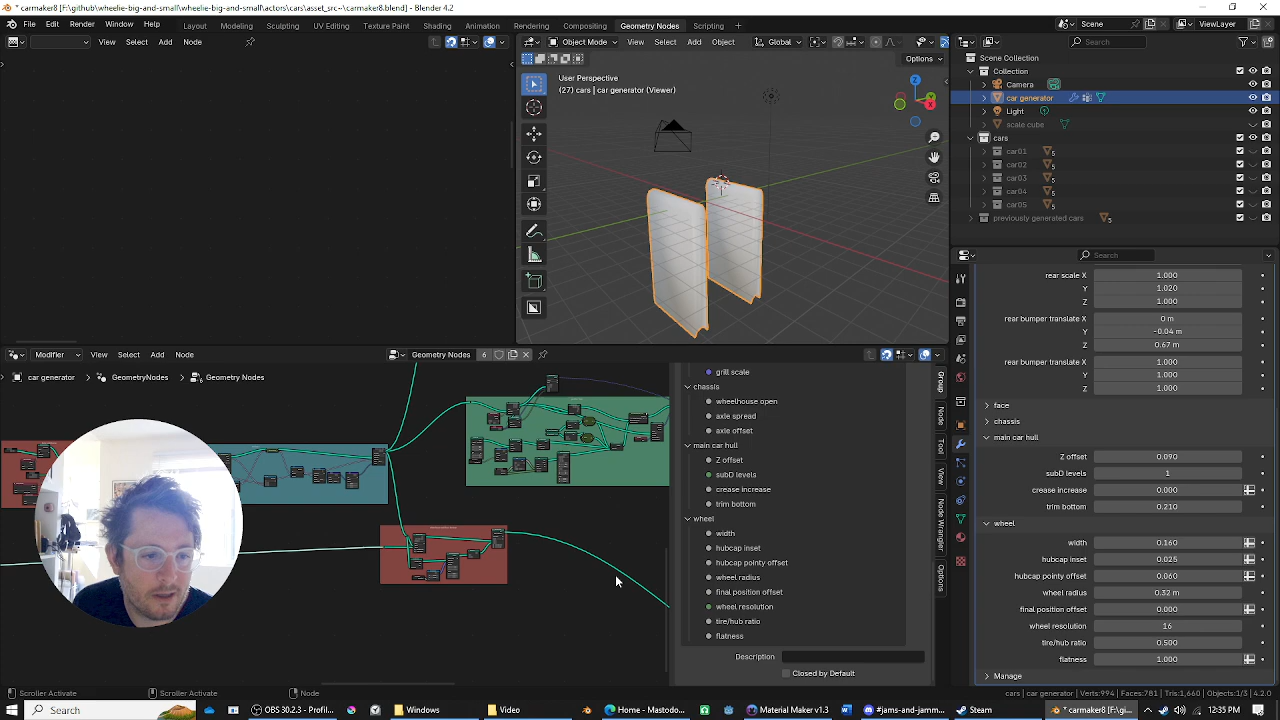 * carmaker8 [F:\github\wheelie-big-and-small\wheelie-big-and-small\actors\cars\asset_src-~\carmaker8.blend] - Blender 4.2
File Edit Render Window Help Layout Modeling Sculpting UV Editing Texture Paint Shading Animation Rendering Compositing Geometry Nodes Scripting + Scene ViewLayer
View Select Add Node
Object Mode View Select Add Object Global
Options
User Perspective
(27) cars | car generator (Viewer)
Z
Y
X
Search
Scene Collection
Collection
Camera
car generator
Light
scale cube
cars
car01 5
car02 5
car03 5
car04 5
car05 5
previously generated cars 5
Search
rear scale X 1.000
Y 1.020
Z 1.000
rear bumper translate X 0 m
Y -0.04 m
Z 0.67 m
rear bumper translate X 1.000
Y 1.000
Z 1.000
face
chassis
main car hull
Z offset 0.090
subD levels 1
crease increase 0.000
trim bottom 0.210
wheel
width 0.160
hubcap inset 0.025
hubcap pointy offset 0.060
wheel radius 0.32 m
final position offset 0.000
wheel resolution 16
tire/hub ratio 0.500
flatness 1.000
Manage
Modifier View Select Add Node Geometry Nodes 6
car generator > GeometryNodes > Geometry Nodes
grill scale
chassis
wheelhouse open
axle spread
axle offset
main car hull
Z offset
subD levels
crease increase
trim bottom
wheel
width
hubcap inset
hubcap pointy offset
wheel radius
final position offset
wheel resolution
tire/hub ratio
flatness
Description
Closed by Default
Group
Node
Tool
View
Node Wrangler
Options
Scroller Activate Scroller Activate Node
cars | car generator | Verts:994 | Faces:781 | Tris:1,660 | Objects:1/3 | 4.2.0
Search OBS 30.2.3 - Profil... Windows Video Home - Mastodo... Material Maker v1.3 #jams-and-jamm... Steam * carmaker8 [F:\gi... 12:35 PM